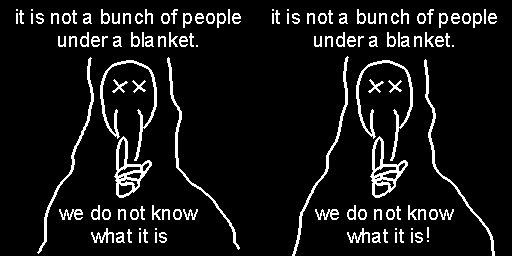 it is not a bunch of people
under a blanket.
we do not know
what it is
it is not a bunch of people
under a blanket.
we do not know
what it is!